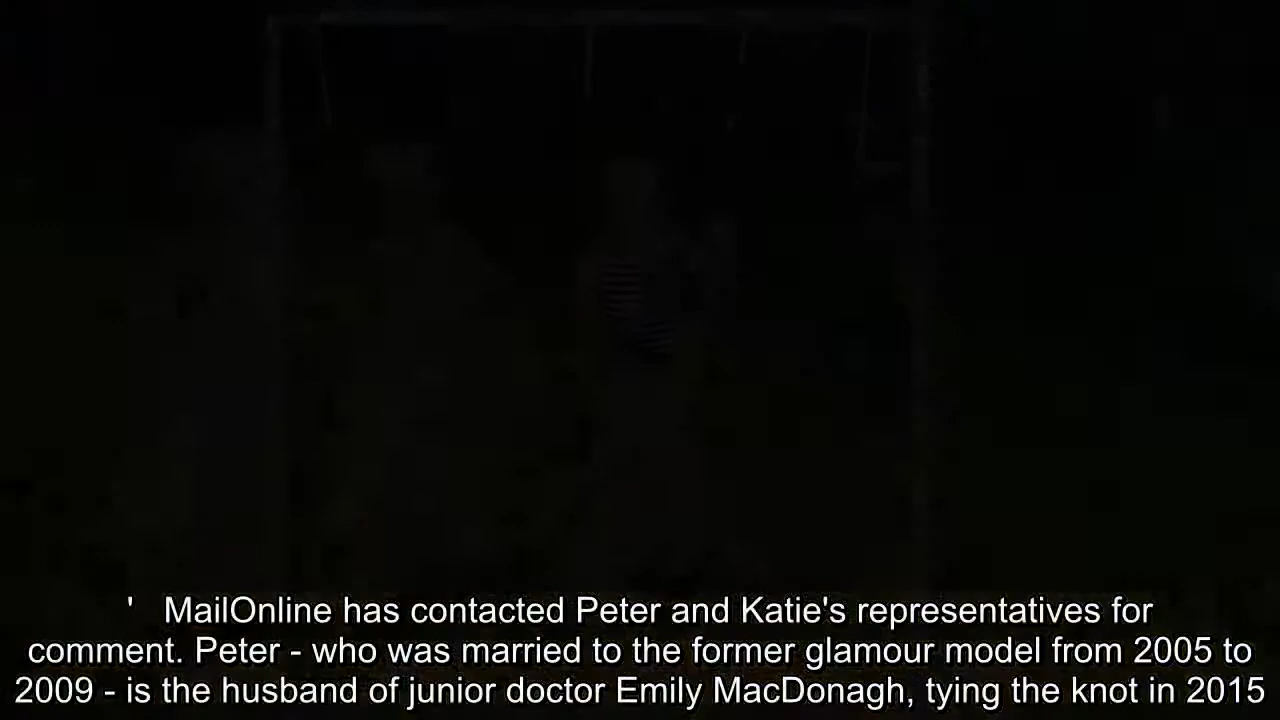 ' MailOnline has contacted Peter and Katie's representatives for
comment. Peter - who was married to the former glamour model from 2005 to
2009 - is the husband of junior doctor Emily MacDonagh, tying the knot in 2015